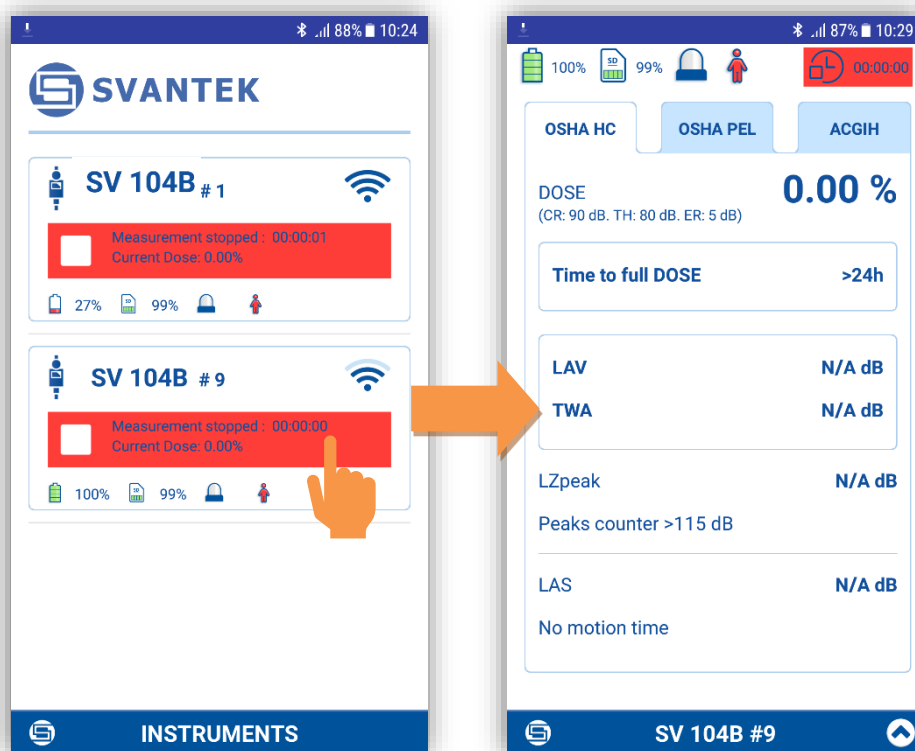 88% 10:24
SVANTEK
SV 104B # 1
Measurement stopped : 00:00:01
Current Dose: 0.00%
27% SD 99%
SV 104B # 9
Measurement stopped : 00:00:00
Current Dose: 0.00%
100% SD 99%
INSTRUMENTS
87% 10:29
100% SD 99% 00:00:00
OSHA HC OSHA PEL ACGIH
DOSE 0.00 %
(CR: 90 dB. TH: 80 dB. ER: 5 dB)
Time to full DOSE >24h
LAV N/A dB
TWA N/A dB
LZpeak N/A dB
Peaks counter >115 dB
LAS N/A dB
No motion time
SV 104B #9